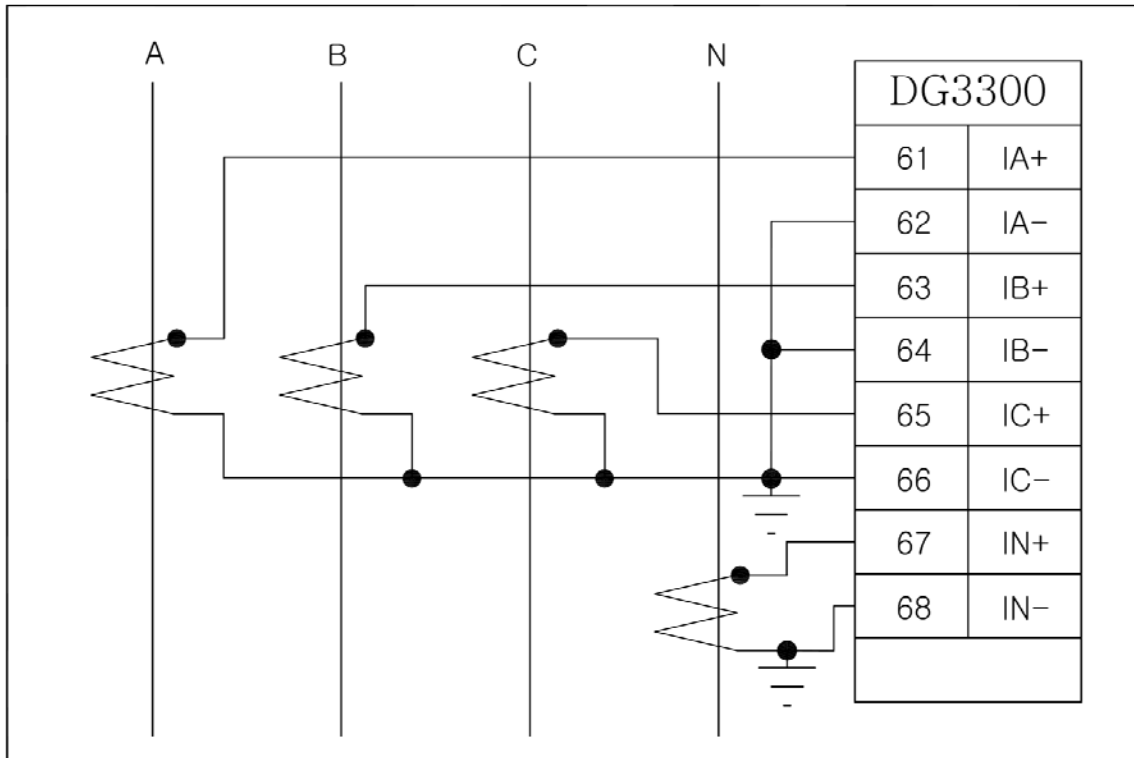 A B C N
DG3300
61 IA+
62 IA-
63 IB+
64 IB-
65 IC+
66 IC-
67 IN+
68 IN-